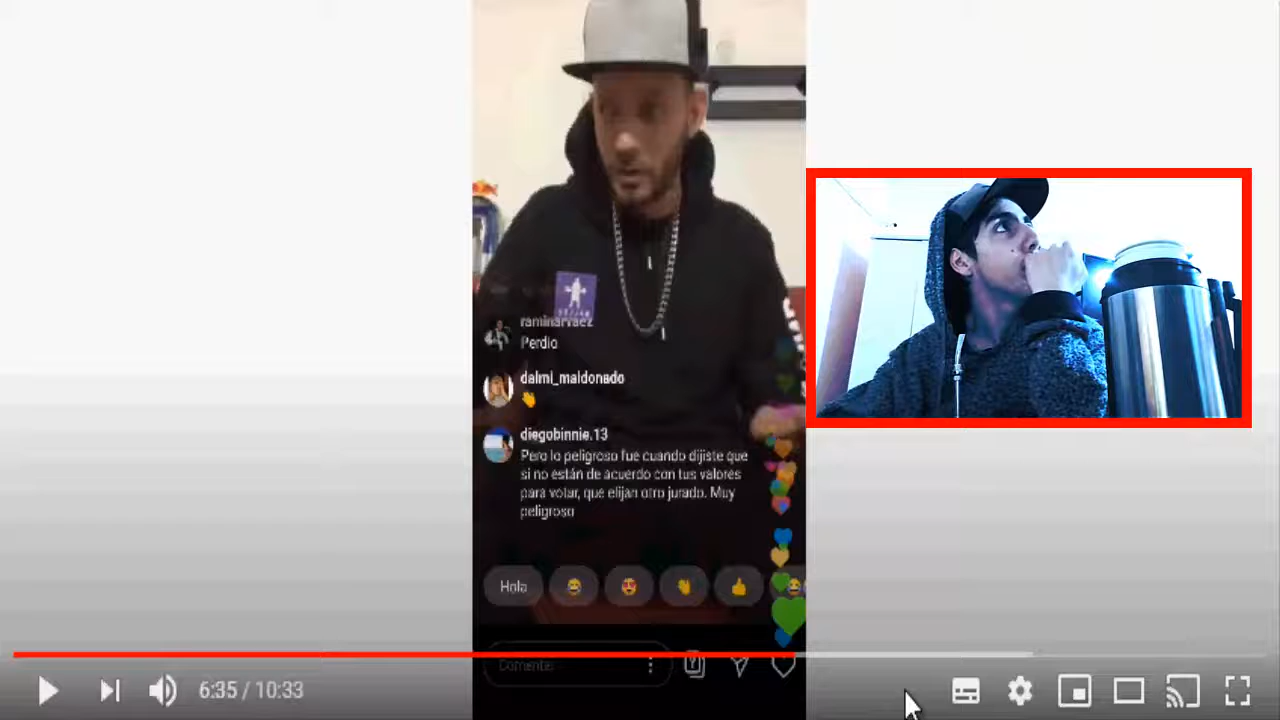 raminarvaez
Perdio
dalmi_maldonado
diegobinnie.13
Pero lo peligroso fue cuando dijiste que
si no están de acuerdo con tus valores
para votar, que elijan otro jurado. Muy
peligroso
Hola
Comentar
6:35 / 10:33